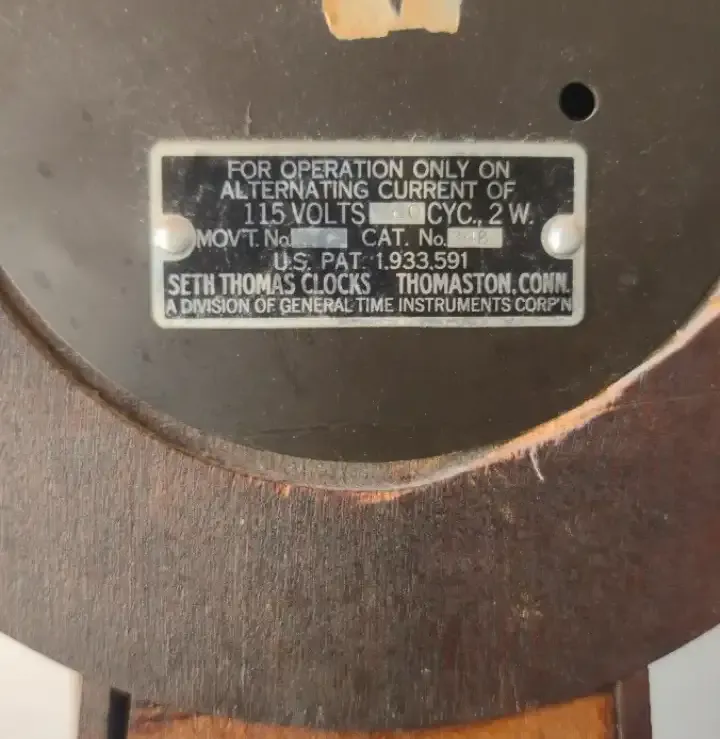 FOR OPERATION ONLY ON
ALTERNATING CURRENT OF
115 VOLTS CYC., 2 W.
MOV'T. No. CAT. No.
U.S. PAT. 1,933,591
SETH THOMAS CLOCKS THOMASTON, CONN.
A DIVISION OF GENERAL TIME INSTRUMENTS CORP'N